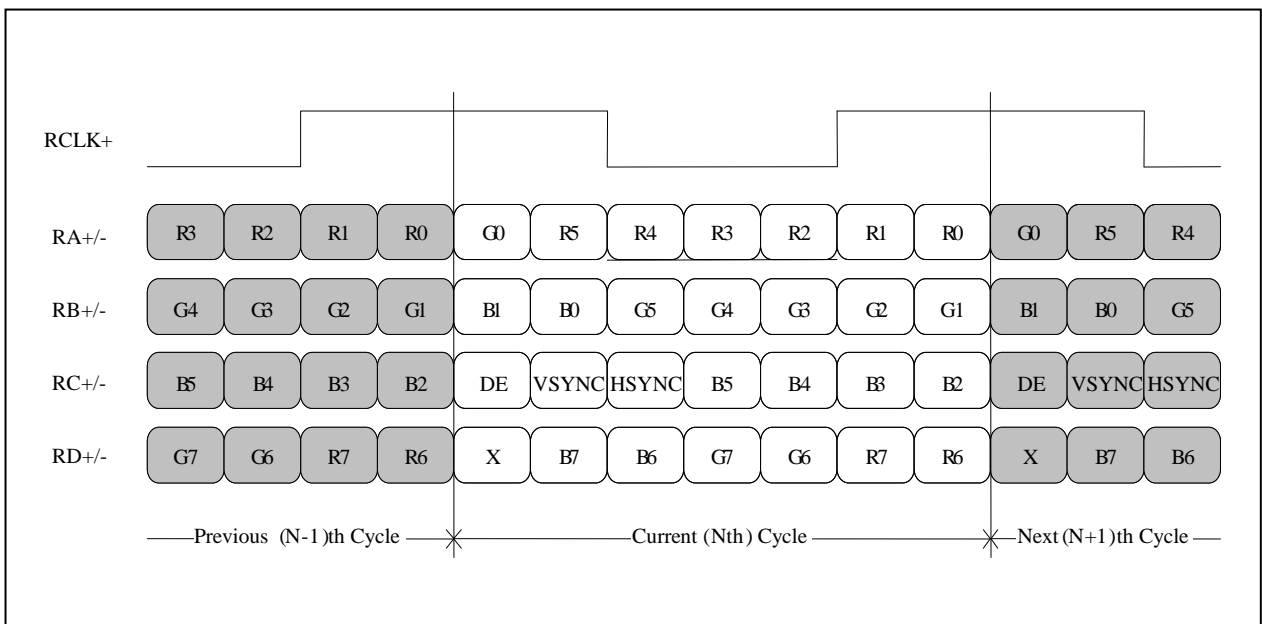 RCLK+
RA+/- R3 R2 R1 R0 G0 R5 R4 R3 R2 R1 R0 G0 R5 R4
RB+/- G4 G3 G2 G1 B1 B0 G5 G4 G3 G2 G1 B1 B0 G5
RC+/- B5 B4 B3 B2 DE VSYNC HSYNC B5 B4 B3 B2 DE VSYNC HSYNC
RD+/- G7 G6 R7 R6 X B7 B6 G7 G6 R7 R6 X B7 B6
Previous (N-1)th Cycle Current (Nth) Cycle Next (N+1)th Cycle